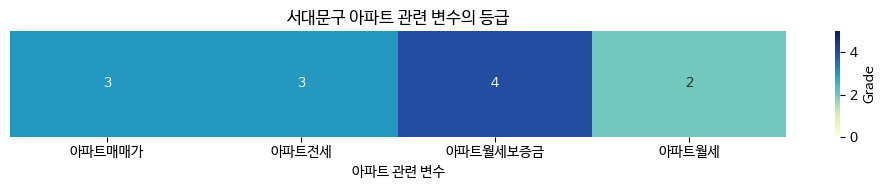 서대문구 아파트 관련 변수의 등급
3 3 4 2
아파트매매가 아파트전세 아파트월세보증금 아파트월세
아파트 관련 변수
4
2
0
Grade